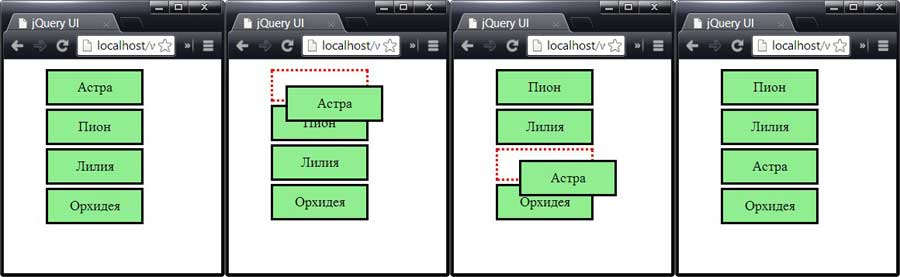 jQuery UI
localhost/v
Астра
Пион
Лилия
Орхидея
jQuery UI
localhost/v
Астра
Пион
Лилия
Орхидея
jQuery UI
localhost/v
Пион
Лилия
Астра
Орхидея
jQuery UI
localhost/v
Пион
Лилия
Астра
Орхидея